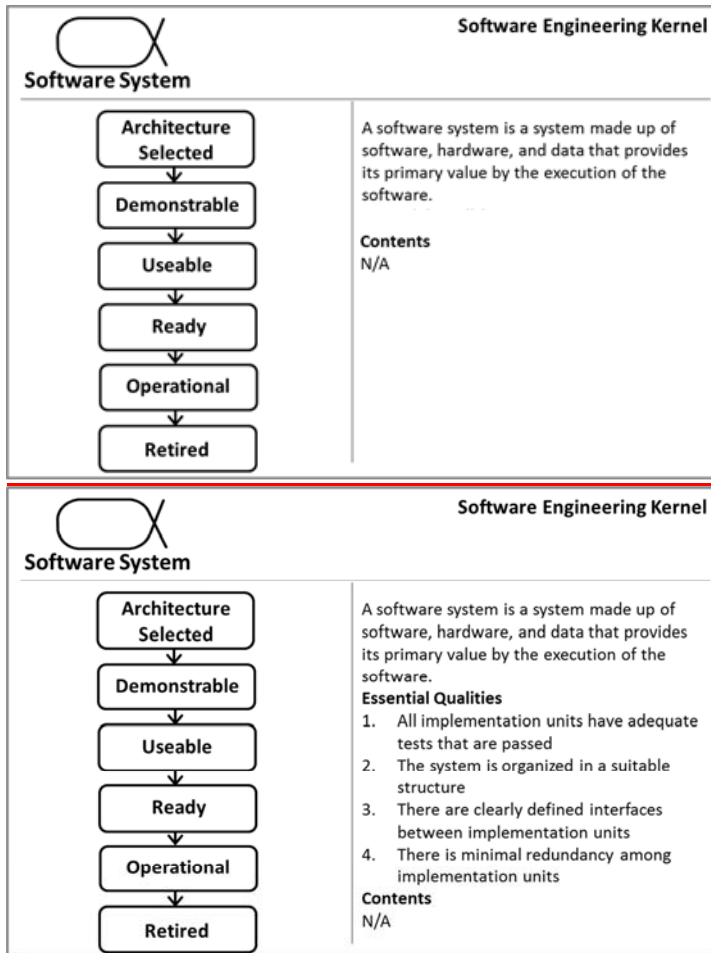 Software Engineering Kernel
Software System
Architecture
Selected
Demonstrable
Useable
Ready
Operational
Retired
A software system is a system made up of
software, hardware, and data that provides
its primary value by the execution of the
software.
Contents
N/A
Software Engineering Kernel
Software System
Architecture
Selected
Demonstrable
Useable
Ready
Operational
Retired
A software system is a system made up of
software, hardware, and data that provides
its primary value by the execution of the
software.
Essential Qualities
1. All implementation units have adequate
tests that are passed
2. The system is organized in a suitable
structure
3. There are clearly defined interfaces
between implementation units
4. There is minimal redundancy among
implementation units
Contents
N/A